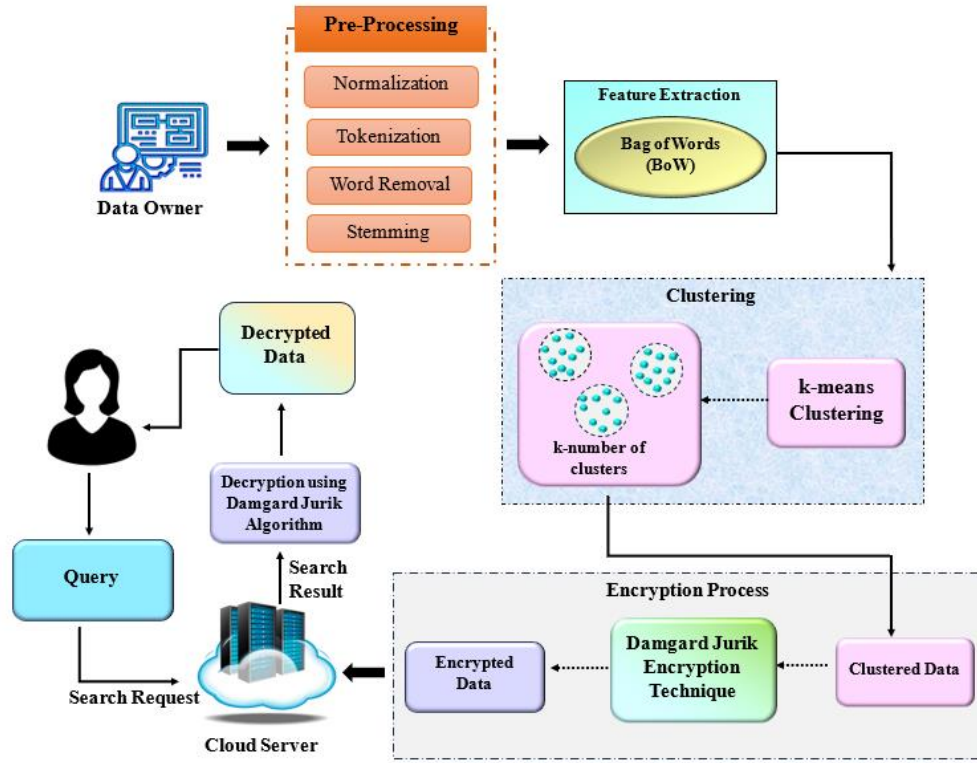 Pre-Processing
Normalization
Tokenization
Word Removal
Stemming
Data Owner
Feature Extraction
Bag of Words
(BoW)
Clustering
k-number of
clusters
k-means
Clustering
Decrypted
Data
Decryption using
Damgard Jurik
Algorithm
Query
Search
Result
Search Request
Cloud Server
Encryption Process
Encrypted
Data
Damgard Jurik
Encryption
Technique
Clustered Data